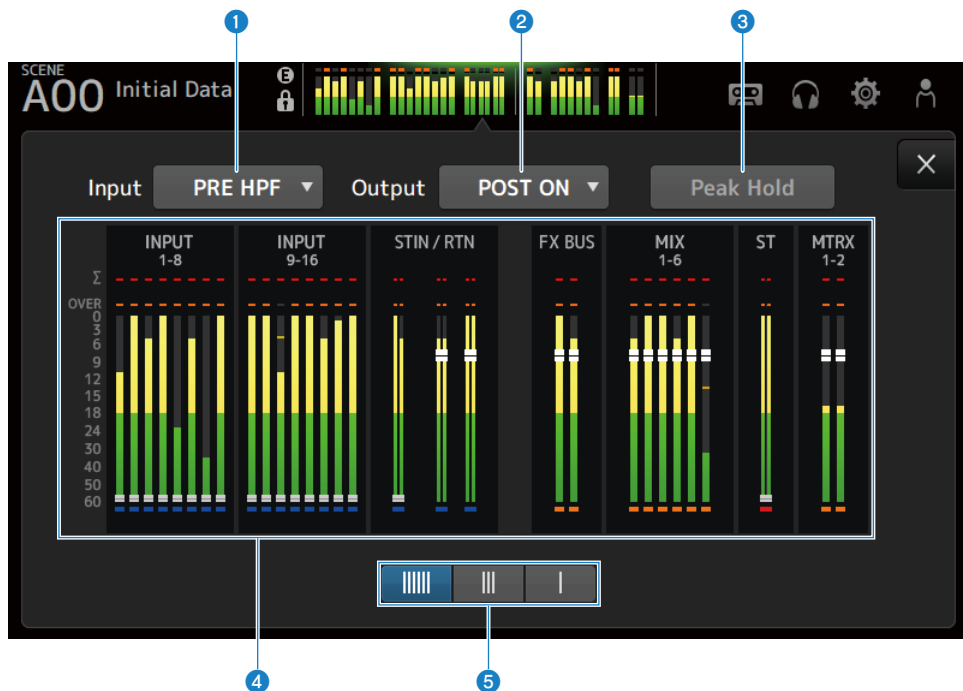 1 2 3
SCENE
A00 Initial Data E
Input PRE HPF Output POST ON Peak Hold
INPUT INPUT STIN / RTN FX BUS MIX ST MTRX
1-8 9-16 1-6 1-2
Σ
OVER
0
3
6
9
12
15
18
24
30
40
50
60
4 5